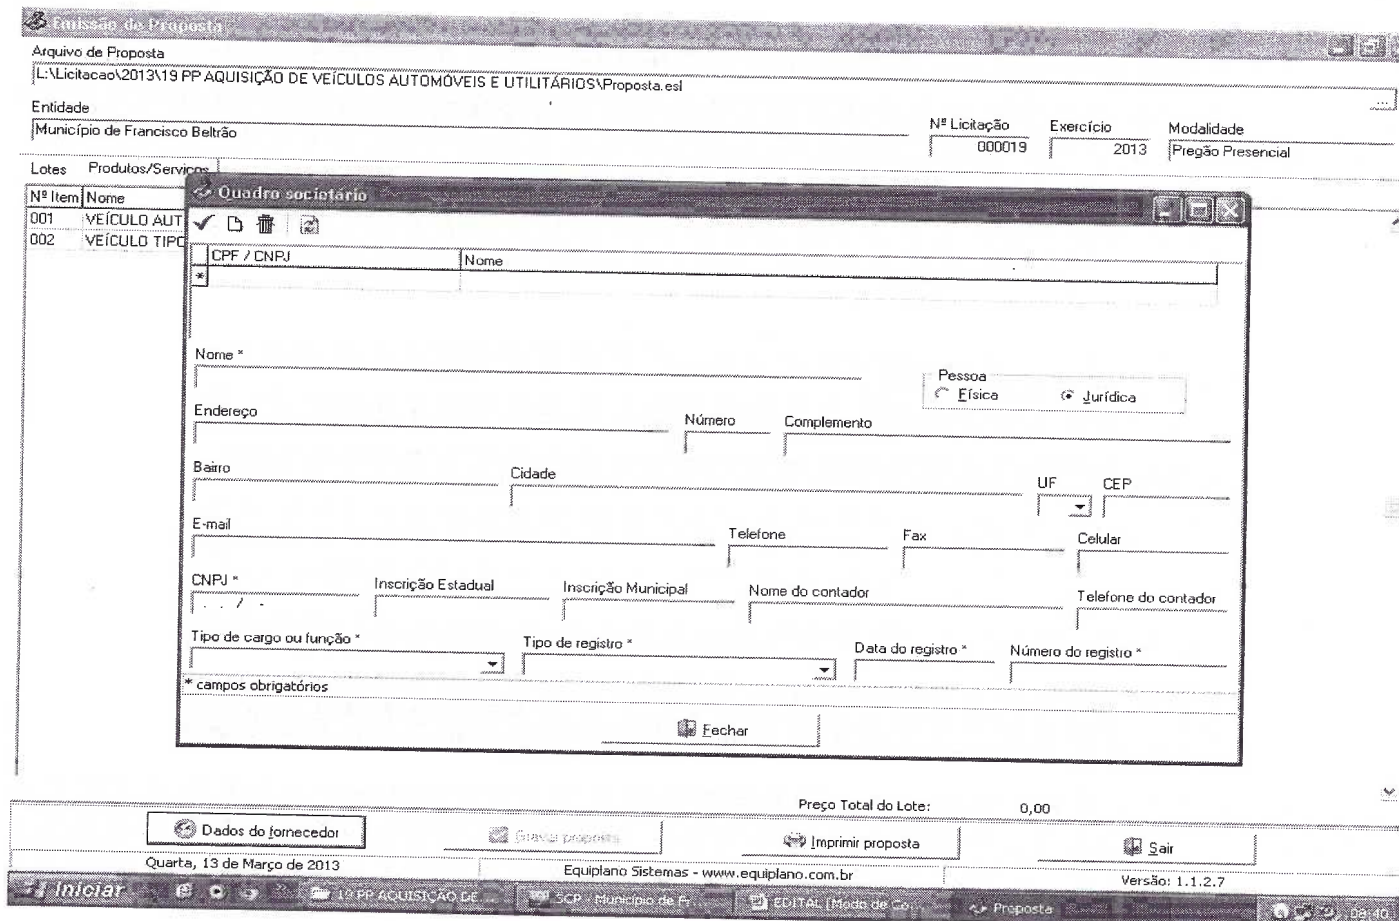 Emissão de Proposta
Arquivo de Proposta
L:\Licitacao\2013\19 PP AQUISIÇÃO DE VEÍCULOS AUTOMÓVEIS E UTILITÁRIOS\Proposta.esl
...
Entidade Nº Licitação Exercício Modalidade
Município de Francisco Beltrão 000019 2013 Pregão Presencial
Lotes Produtos/Serviços
Nº Item Nome
001 VEÍCULO AUT
002 VEÍCULO TIPO
Quadro societário
CPF / CNPJ Nome
*
Nome *
Pessoa
Física Jurídica
Endereço Número Complemento
Bairro Cidade UF CEP
E-mail Telefone Fax Celular
CNPJ * Inscrição Estadual Inscrição Municipal Nome do contador Telefone do contador
. . / -
Tipo de cargo ou função * Tipo de registro * Data do registro * Número do registro *
* campos obrigatórios
Fechar
Preço Total do Lote: 0,00
Dados do fornecedor Gravar proposta Imprimir proposta Sair
Quarta, 13 de Março de 2013 Equiplano Sistemas - www.equiplano.com.br Versão: 1.1.2.7
Iniciar 19 PP AQUISIÇÃO DE ... SCP - Município de Fr... EDITAL [Modo de Co... Proposta